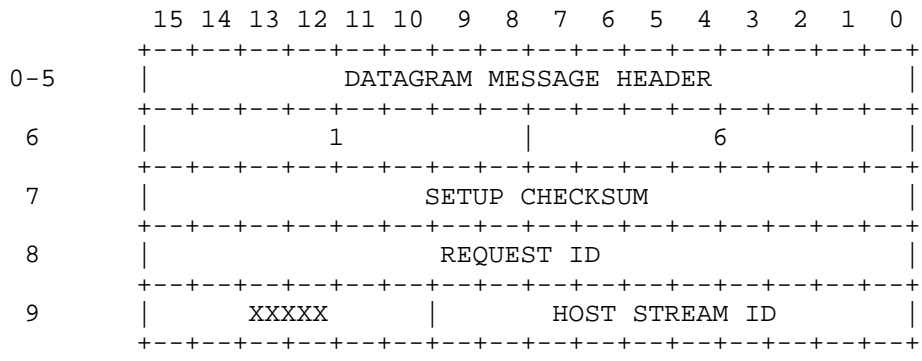 15 14 13 12 11 10 9 8 7 6 5 4 3 2 1 0
+--+--+--+--+--+--+--+--+--+--+--+--+--+--+--+--+
0-5 | DATAGRAM MESSAGE HEADER |
+--+--+--+--+--+--+--+--+--+--+--+--+--+--+--+--+
6 | 1 | 6 |
+--+--+--+--+--+--+--+--+--+--+--+--+--+--+--+--+
7 | SETUP CHECKSUM |
+--+--+--+--+--+--+--+--+--+--+--+--+--+--+--+--+
8 | REQUEST ID |
+--+--+--+--+--+--+--+--+--+--+--+--+--+--+--+--+
9 | XXXXX | HOST STREAM ID |
+--+--+--+--+--+--+--+--+--+--+--+--+--+--+--+--+